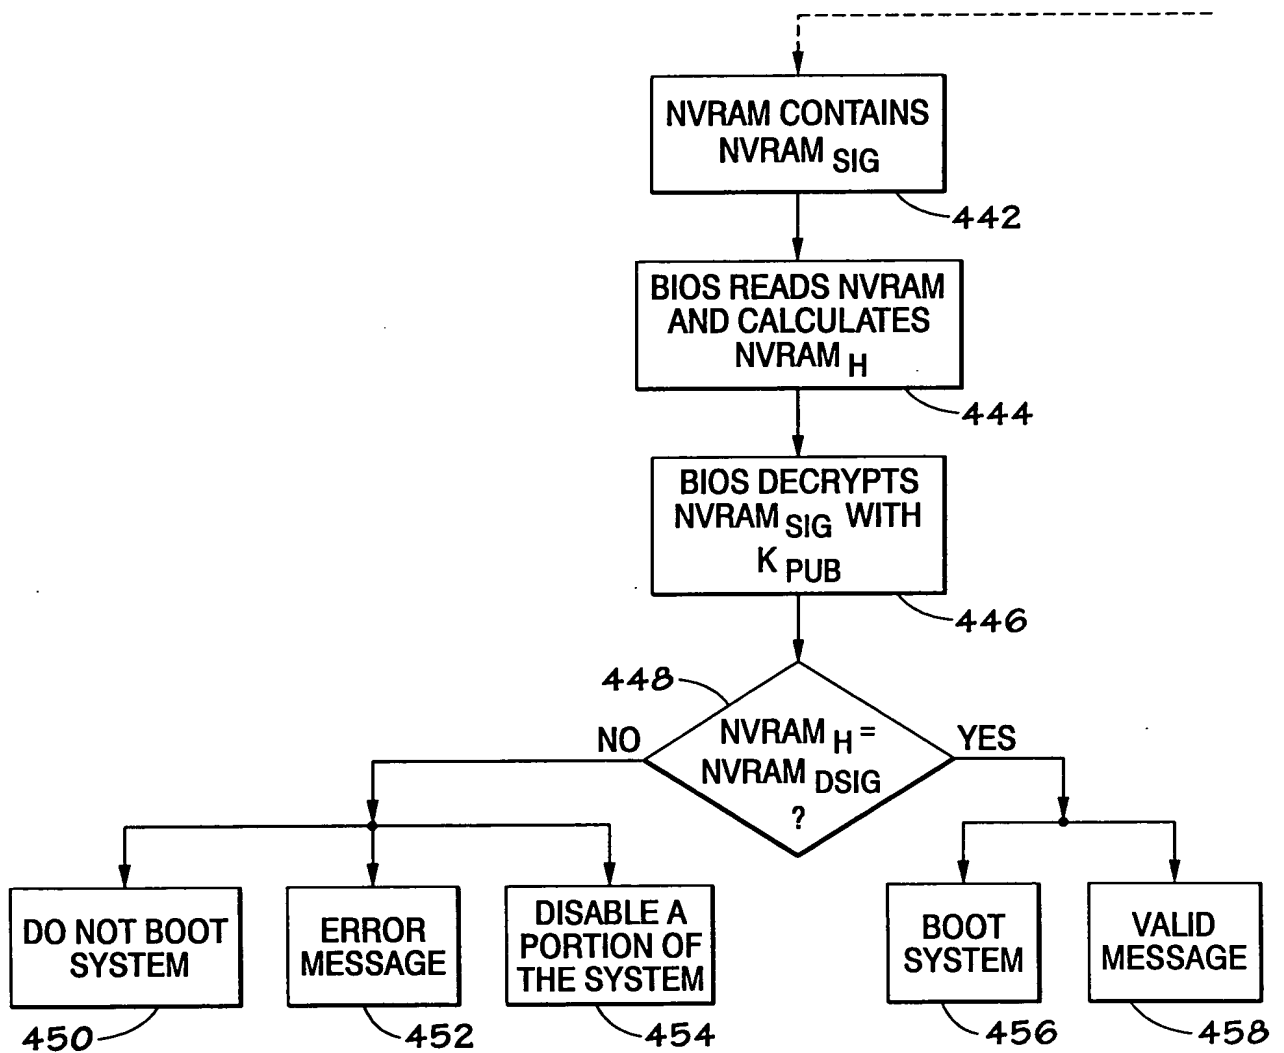 NVRAM CONTAINS
NVRAM SIG
442
BIOS READS NVRAM
AND CALCULATES
NVRAM H
444
BIOS DECRYPTS
NVRAM SIG WITH
K PUB
446
448
NVRAM H =
NVRAM DSIG
?
NO
YES
DO NOT BOOT
SYSTEM
450
ERROR
MESSAGE
452
DISABLE A
PORTION OF
THE SYSTEM
454
BOOT
SYSTEM
456
VALID
MESSAGE
458